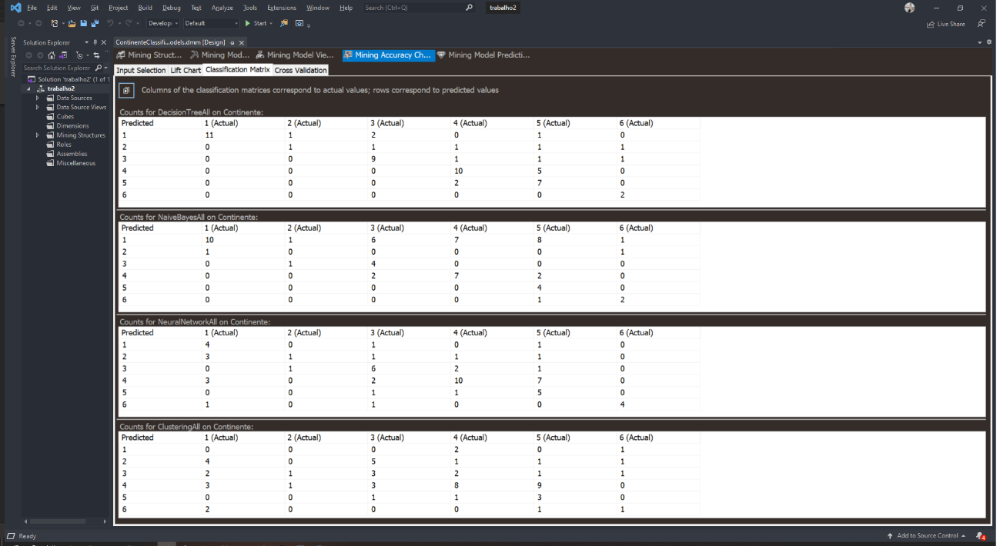 File Edit View Git Project Build Debug Test Analyze Tools Extensions Window Help Search (Ctrl+Q) trabalho2
Develop Default Start Live Share
Server Explorer
Solution Explorer
Search Solution Explorer
Solution 'trabalho2' (1 of 1
trabalho2
Data Sources
Data Source Views
Cubes
Dimensions
Mining Structures
Roles
Assemblies
Miscellaneous
ContinenteClassifi...odels.dmm [Design]
Mining Struct... Mining Mod... Mining Model Vie... Mining Accuracy Ch... Mining Model Predicti...
Input Selection Lift Chart Classification Matrix Cross Validation
Columns of the classification matrices correspond to actual values; rows correspond to predicted values
Counts for DecisionTreeAll on Continente:
Predicted 1 (Actual) 2 (Actual) 3 (Actual) 4 (Actual) 5 (Actual) 6 (Actual)
1 11 1 2 0 1 0
2 0 1 1 1 1 1
3 0 0 9 1 1 1
4 0 0 0 10 5 0
5 0 0 0 2 7 0
6 0 0 0 0 0 2
Counts for NaiveBayesAll on Continente:
Predicted 1 (Actual) 2 (Actual) 3 (Actual) 4 (Actual) 5 (Actual) 6 (Actual)
1 10 1 6 7 8 1
2 1 0 0 0 0 1
3 0 1 4 0 0 0
4 0 0 2 7 2 0
5 0 0 0 0 4 0
6 0 0 0 0 1 2
Counts for NeuralNetworkAll on Continente:
Predicted 1 (Actual) 2 (Actual) 3 (Actual) 4 (Actual) 5 (Actual) 6 (Actual)
1 4 0 1 0 1 0
2 3 1 1 1 1 0
3 0 1 6 2 1 0
4 3 0 2 10 7 0
5 0 0 1 1 5 0
6 1 0 1 0 0 4
Counts for ClusteringAll on Continente:
Predicted 1 (Actual) 2 (Actual) 3 (Actual) 4 (Actual) 5 (Actual) 6 (Actual)
1 0 0 0 2 0 1
2 4 0 5 1 1 1
3 2 1 3 2 1 1
4 3 1 3 8 9 0
5 0 0 1 1 3 0
6 2 0 0 0 1 1
Ready Add to Source Control 4